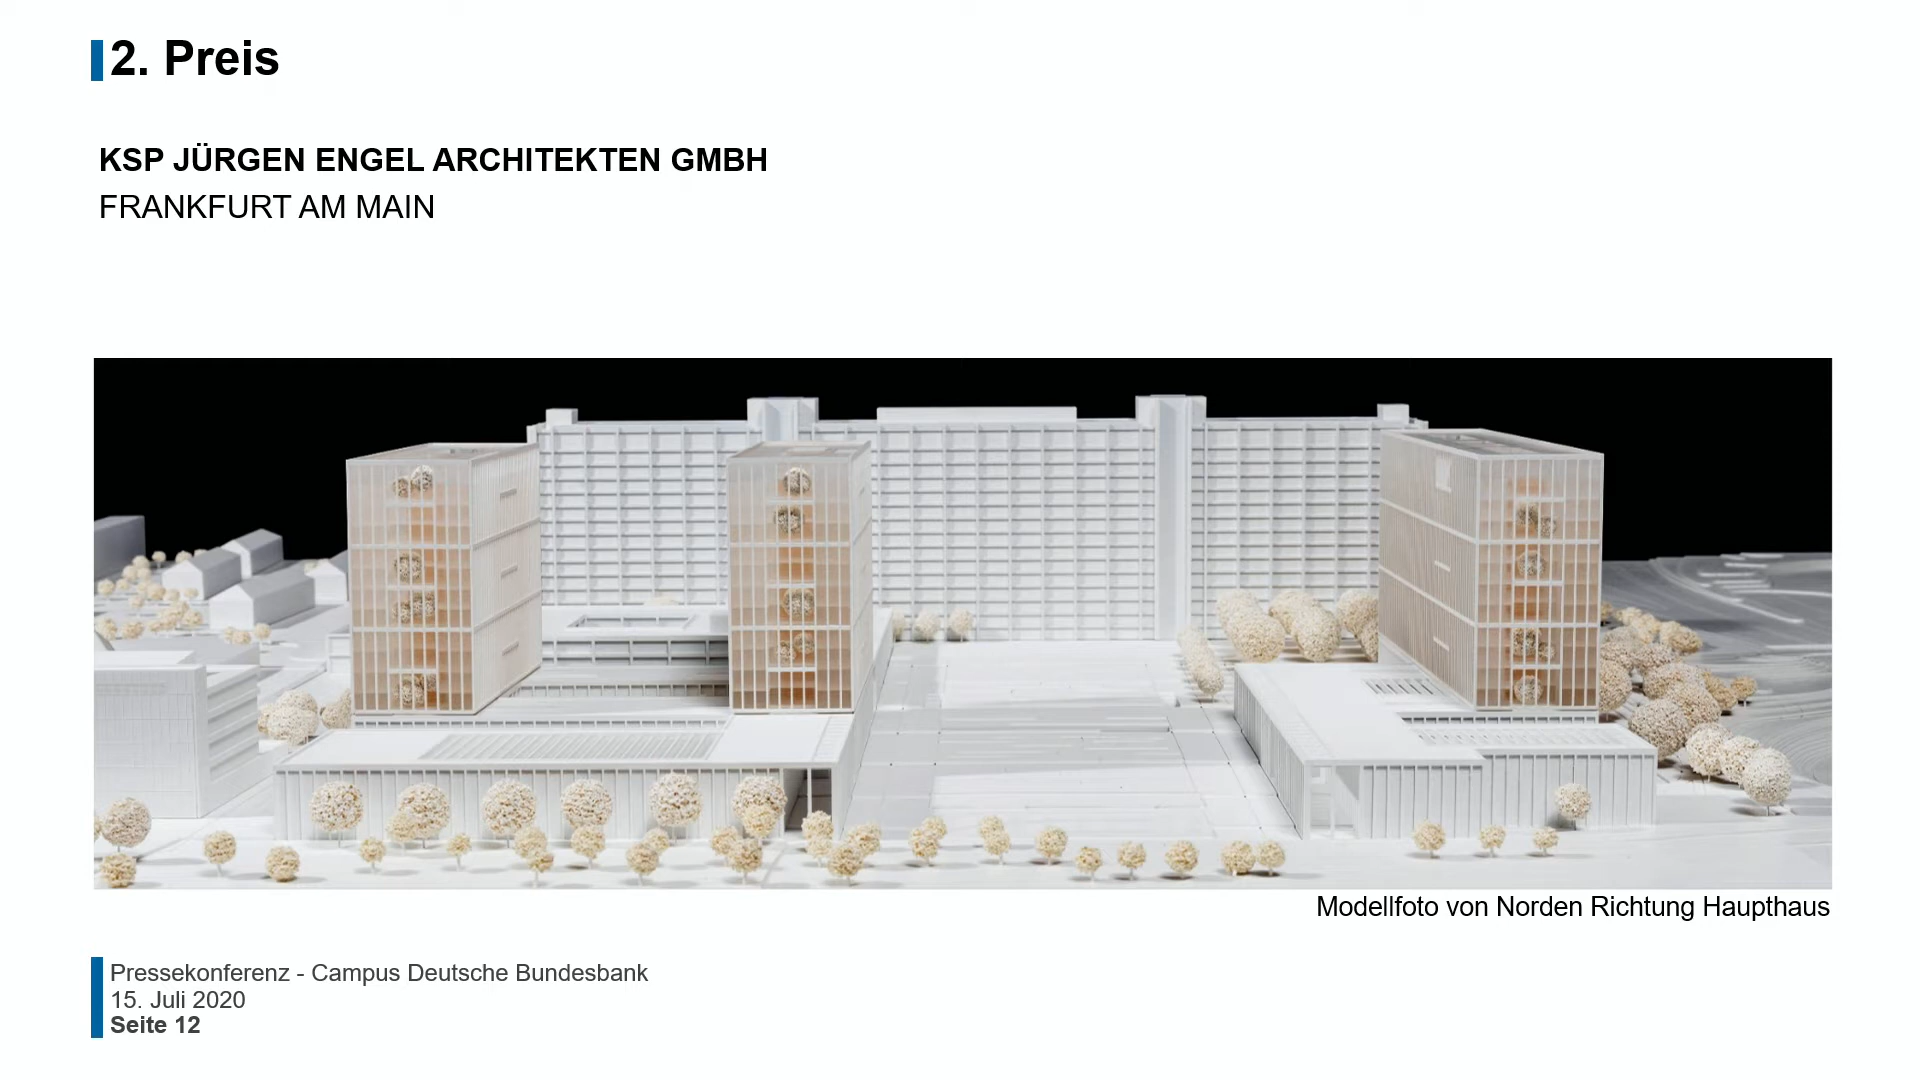 2. Preis
KSP JÜRGEN ENGEL ARCHITEKTEN GMBH
FRANKFURT AM MAIN
Modellfoto von Norden Richtung Haupthaus
Pressekonferenz - Campus Deutsche Bundesbank
15. Juli 2020
Seite 12